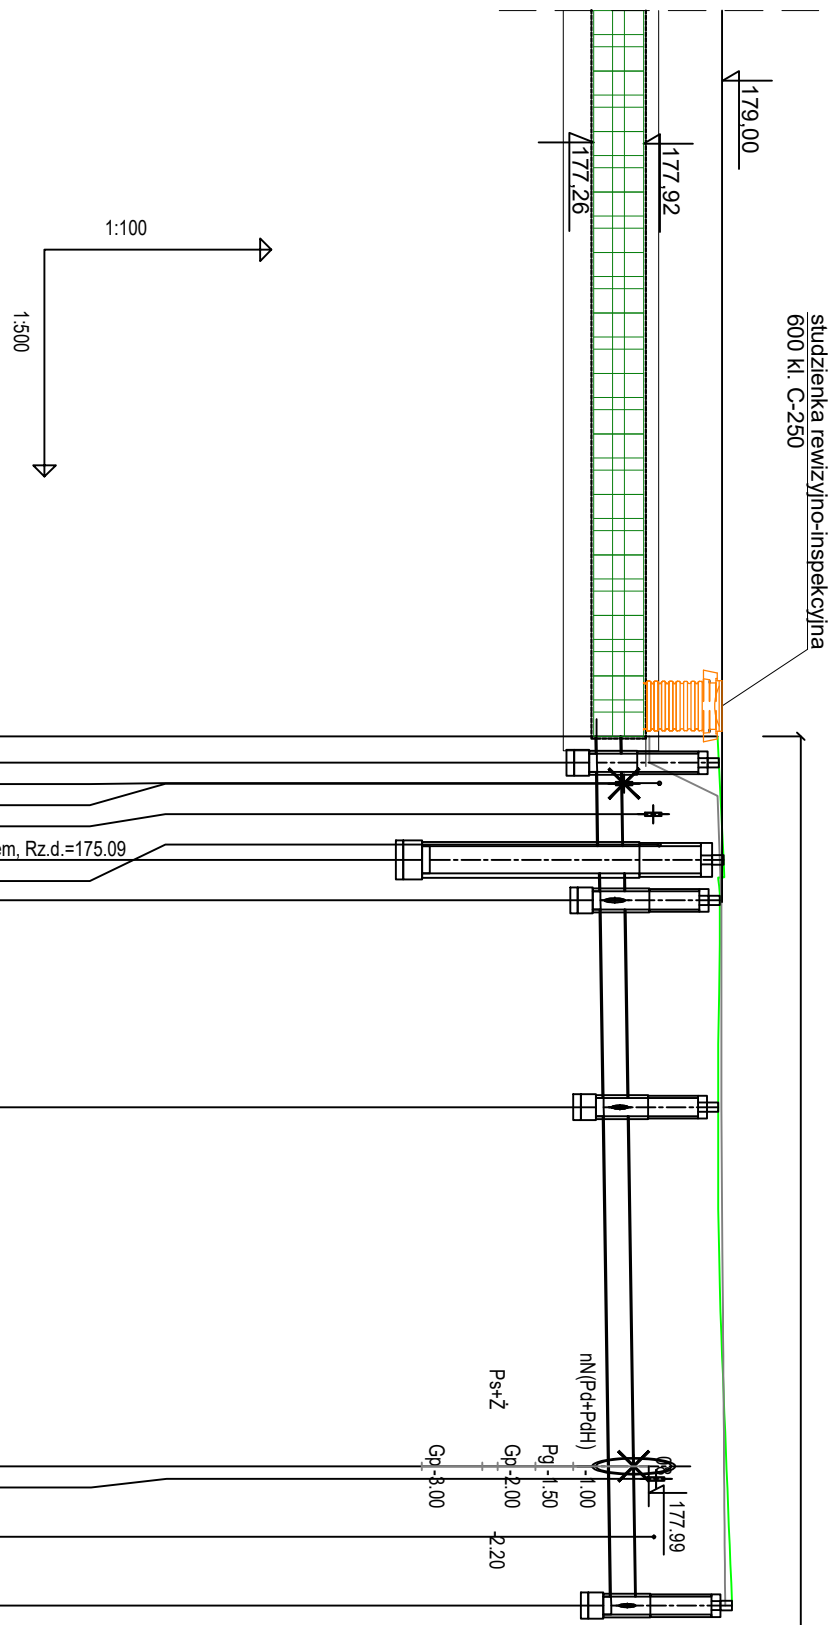 179,00
177,92
177,26
1:100
1:500
studzienka rewizyjno-inspekcyjna
600 kl. C-250
em, Rz.d.=175.09
nN(Pd+PdH)
-1.00
Pg -1.50
Gp -2.00
Ps+Ż
-2.20
Gp -3.00
177.99